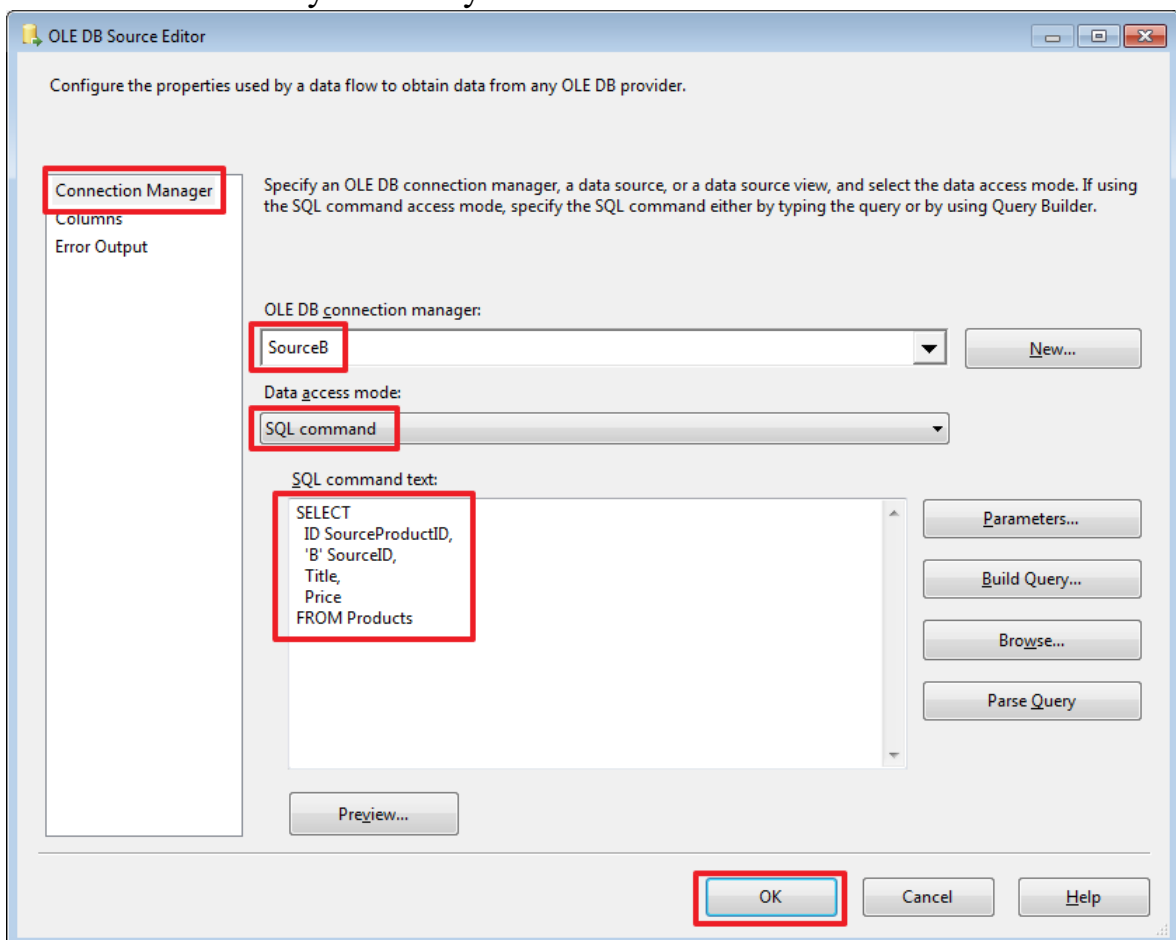 OLE DB Source Editor
Configure the properties used by a data flow to obtain data from any OLE DB provider.
Connection Manager
Columns
Error Output
Specify an OLE DB connection manager, a data source, or a data source view, and select the data access mode. If using
the SQL command access mode, specify the SQL command either by typing the query or by using Query Builder.
OLE DB connection manager:
SourceB
New...
Data access mode:
SQL command
SQL command text:
SELECT
ID SourceProductID,
'B' SourceID,
Title,
Price
FROM Products
Parameters...
Build Query...
Browse...
Parse Query
Preview...
OK
Cancel
Help